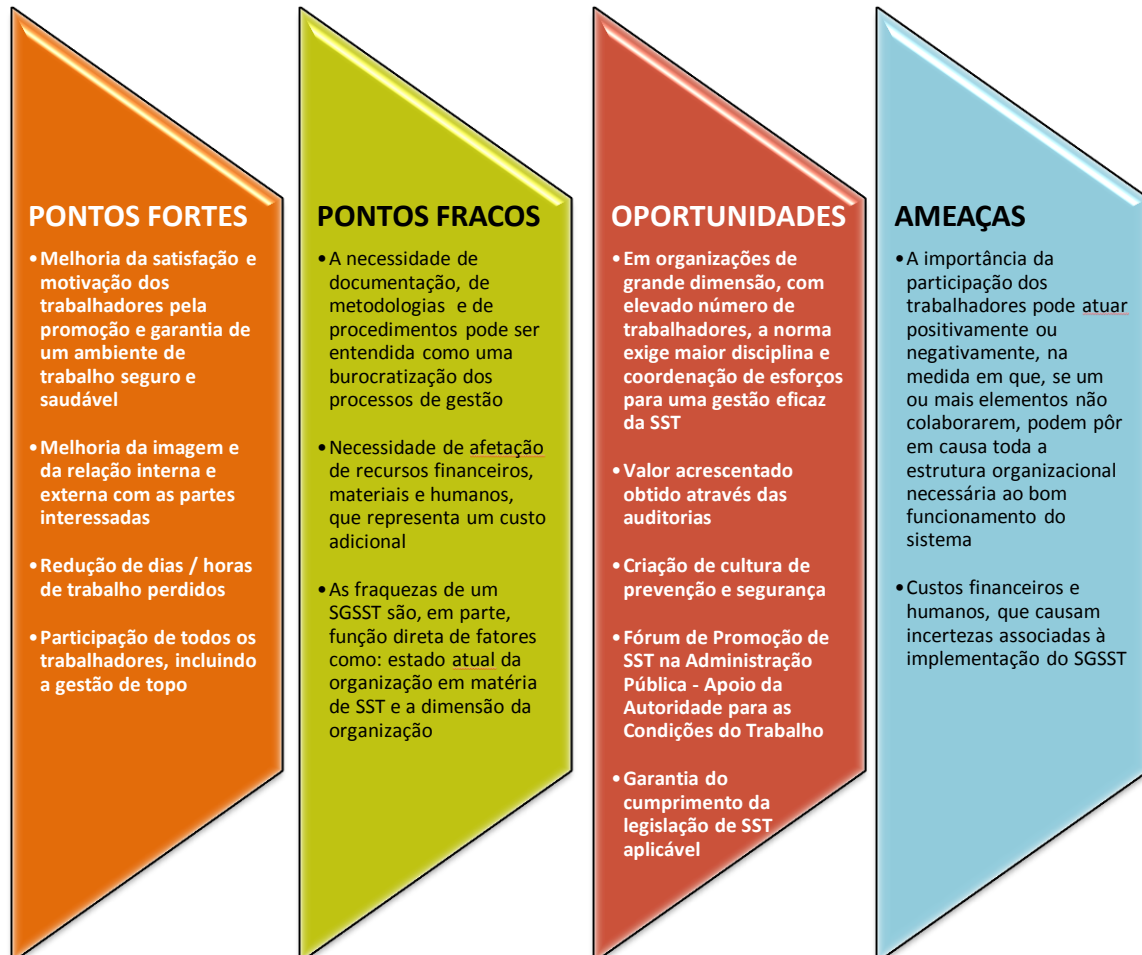 PONTOS FORTES
• Melhoria da satisfação e
motivação dos
trabalhadores pela
promoção e garantia de
um ambiente de
trabalho seguro e
saudável
• Melhoria da imagem e
da relação interna e
externa com as partes
interessadas
• Redução de dias / horas
de trabalho perdidos
• Participação de todos os
trabalhadores, incluindo
a gestão de topo
PONTOS FRACOS
• A necessidade de
documentação, de
metodologias e de
procedimentos pode ser
entendida como uma
burocratização dos
processos de gestão
• Necessidade de afetação
de recursos financeiros,
materiais e humanos,
que representa um custo
adicional
• As fraquezas de um
SGSST são, em parte,
função direta de fatores
como: estado atual da
organização em matéria
de SST e a dimensão da
organização
OPORTUNIDADES
• Em organizações de
grande dimensão, com
elevado número de
trabalhadores, a norma
exige maior disciplina e
coordenação de esforços
para uma gestão eficaz
da SST
• Valor acrescentado
obtido através das
auditorias
• Criação de cultura de
prevenção e segurança
• Fórum de Promoção de
SST na Administração
Pública - Apoio da
Autoridade para as
Condições do Trabalho
• Garantia do
cumprimento da
legislação de SST
aplicável
AMEAÇAS
• A importância da
participação dos
trabalhadores pode atuar
positivamente ou
negativamente, na
medida em que, se um
ou mais elementos não
colaborarem, podem pôr
em causa toda a
estrutura organizacional
necessária ao bom
funcionamento do
sistema
• Custos financeiros e
humanos, que causam
incertezas associadas à
implementação do SGSST